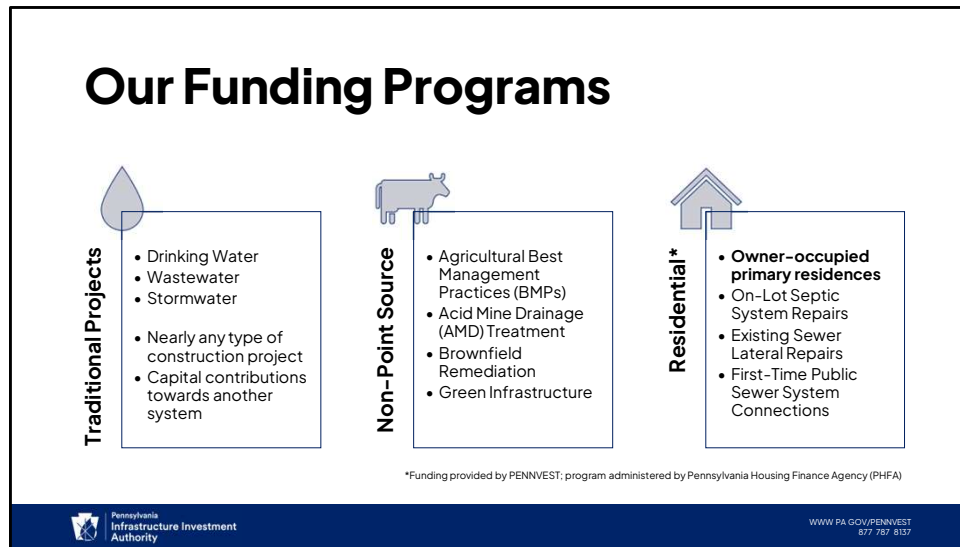 Our Funding Programs
Traditional Projects
• Drinking Water
• Wastewater
• Stormwater
• Nearly any type of
construction project
• Capital contributions
towards another
system
Non-Point Source
• Agricultural Best
Management
Practices (BMPs)
• Acid Mine Drainage
(AMD) Treatment
• Brownfield
Remediation
• Green Infrastructure
Residential*
• Owner-occupied
primary residences
• On-Lot Septic
System Repairs
• Existing Sewer
Lateral Repairs
• First-Time Public
Sewer System
Connections
*Funding provided by PENNVEST; program administered by Pennsylvania Housing Finance Agency (PHFA)
Pennsylvania
Infrastructure Investment
Authority
WWW PA GOV/PENNVEST
877 787 8137